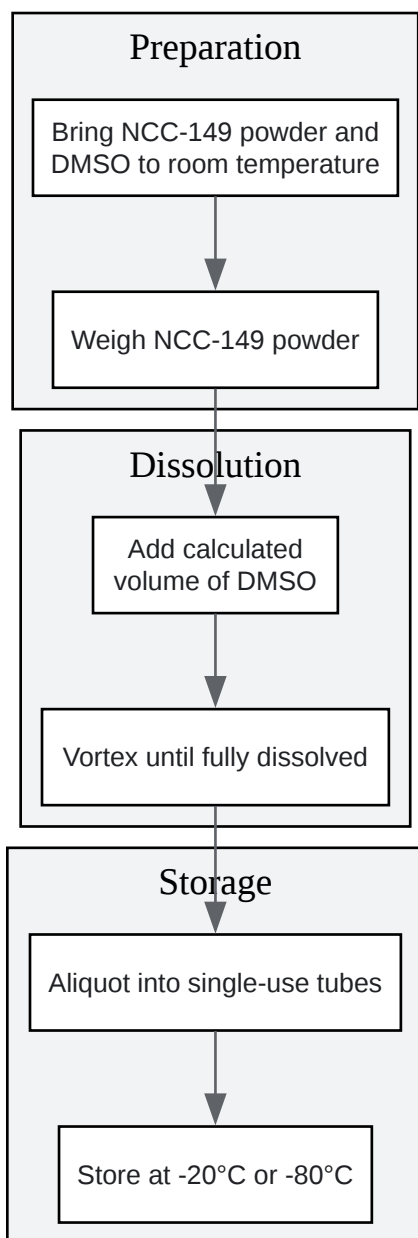 Preparation
Bring NCC-149 powder and
DMSO to room temperature
Weigh NCC-149 powder
Dissolution
Add calculated
volume of DMSO
Vortex until fully dissolved
Storage
Aliquot into single-use tubes
Store at -20°C or -80°C